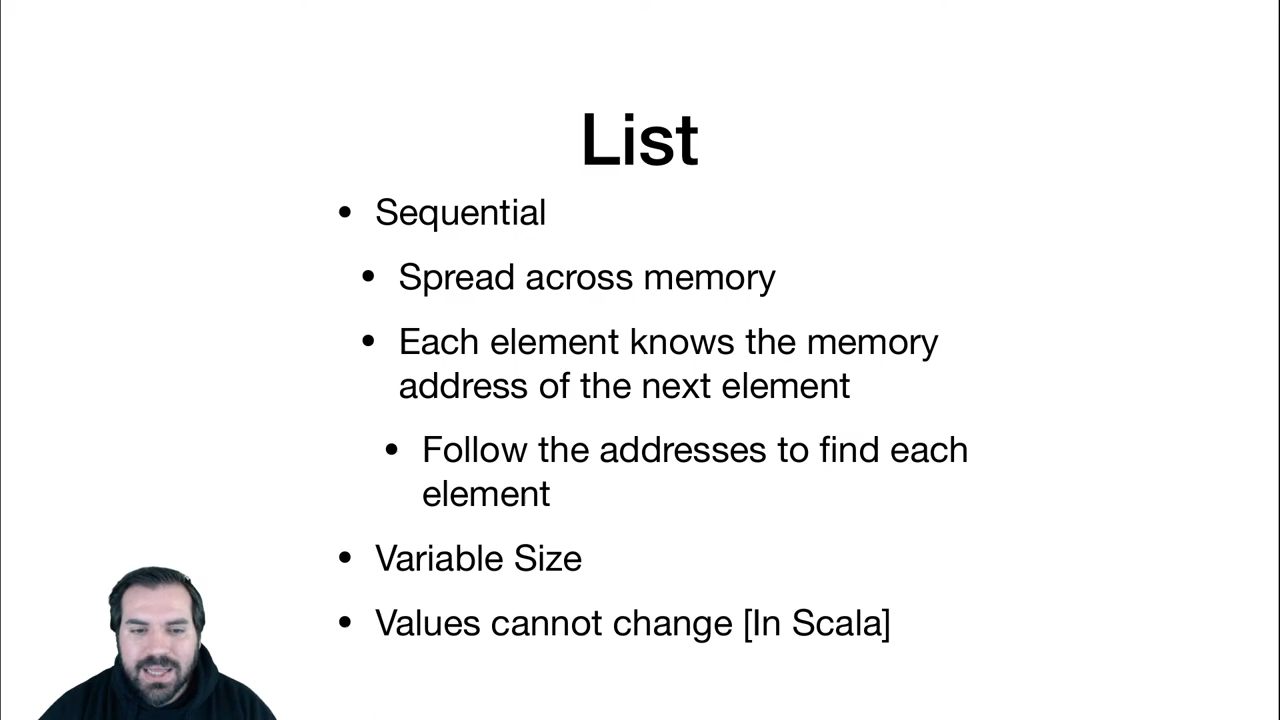 List
• Sequential
• Spread across memory
• Each element knows the memory
address of the next element
• Follow the addresses to find each
element
• Variable Size
• Values cannot change [In Scala]